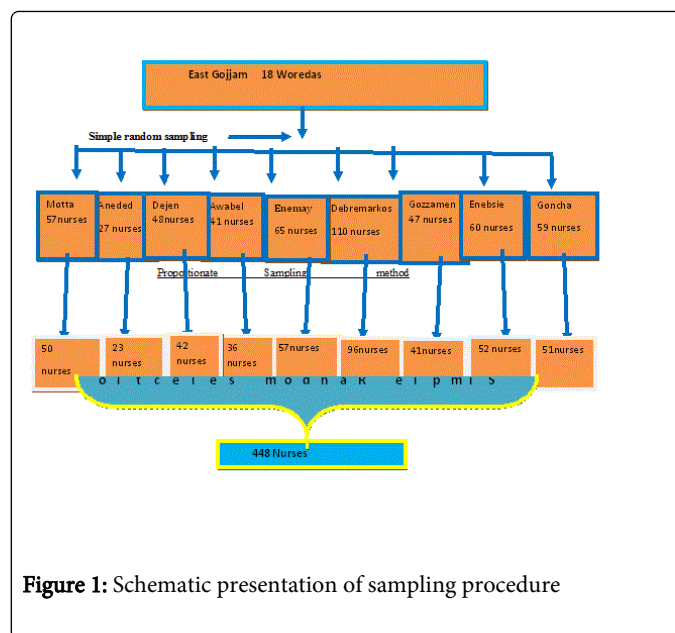 East Gojjam 18 Woredas
Simple random sampling
Motta
57nurses
Aneded
27 nurses
Dejen
48nurses
Awabel
41 nurses
Enemay
65 nurses
Debremarkos
110 nurses
Gozzamen
47 nurses
Enebsie
60 nurses
Goncha
59 nurses
Proportionate Sampling method
50
nurses
23
nurses
42
nurses
36
nurses
57nurses
96nurses
41nurses
52 nurses
51nurses
o i t c e l e s m o d n a R e l p m i S
448 Nurses
Figure 1: Schematic presentation of sampling procedure